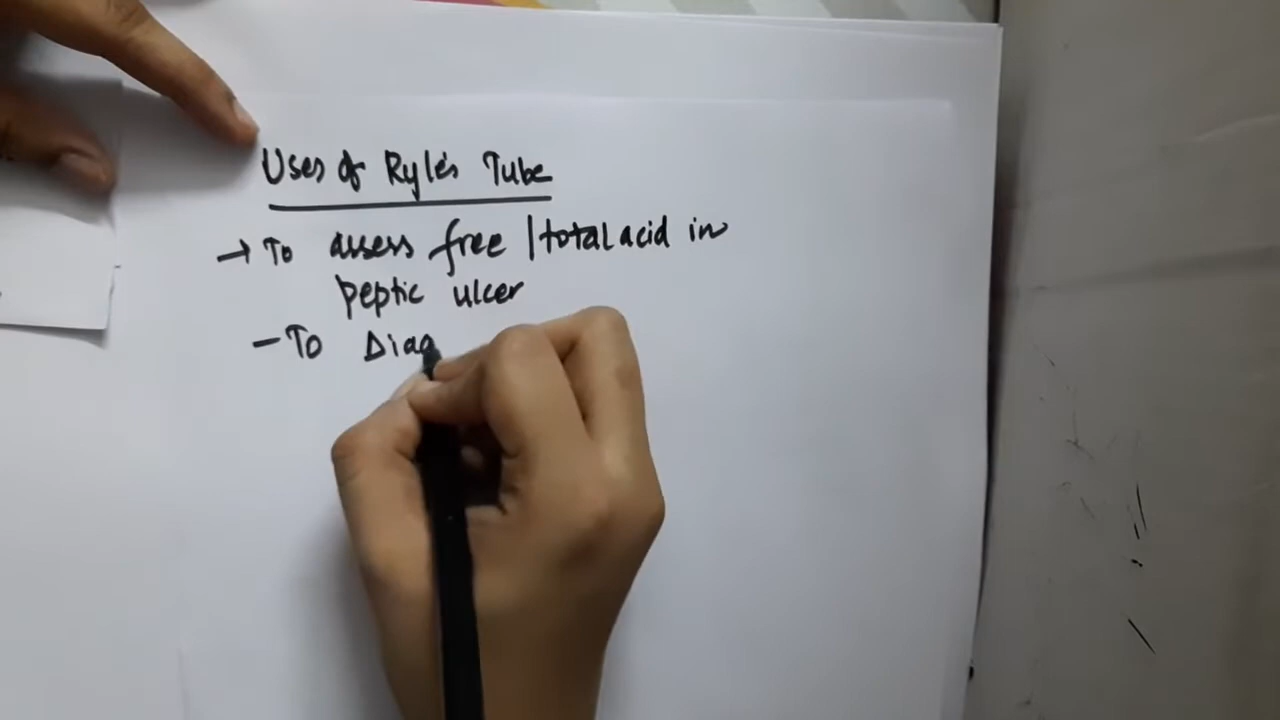 Uses of Ryle's Tube
→ To assess free/total acid in
peptic ulcer
- To Diag